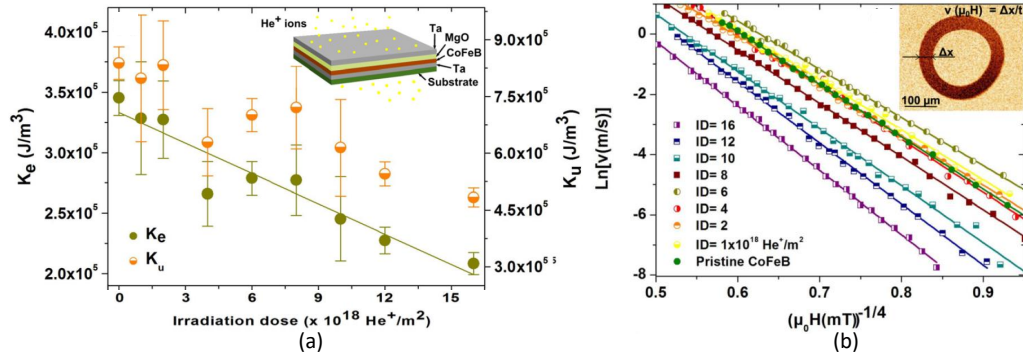 He⁺ ions
Ta
MgO
CoFeB
Ta
Substrate
4.0x10⁵
3.5x10⁵
3.0x10⁵
2.5x10⁵
2.0x10⁵
Kₑ (J/m³)
9.0x10⁵
7.5x10⁵
6.0x10⁵
4.5x10⁵
3.0x10⁵
Kᵤ (J/m³)
Ke
Kᵤ
0 3 6 9 12 15
Irradiation dose (x 10¹⁸ He⁺/m²)
(a)
v (μ₀H) = Δx/t
Δx
100 μm
0
-2
-4
-6
-8
Ln[v(m/s)]
ID= 16
ID= 12
ID= 10
ID= 8
ID= 6
ID= 4
ID= 2
ID= 1x10¹⁸ He⁺/m²
Pristine CoFeB
0.5 0.6 0.7 0.8 0.9
(μ₀H(mT))⁻¹/⁴
(b)